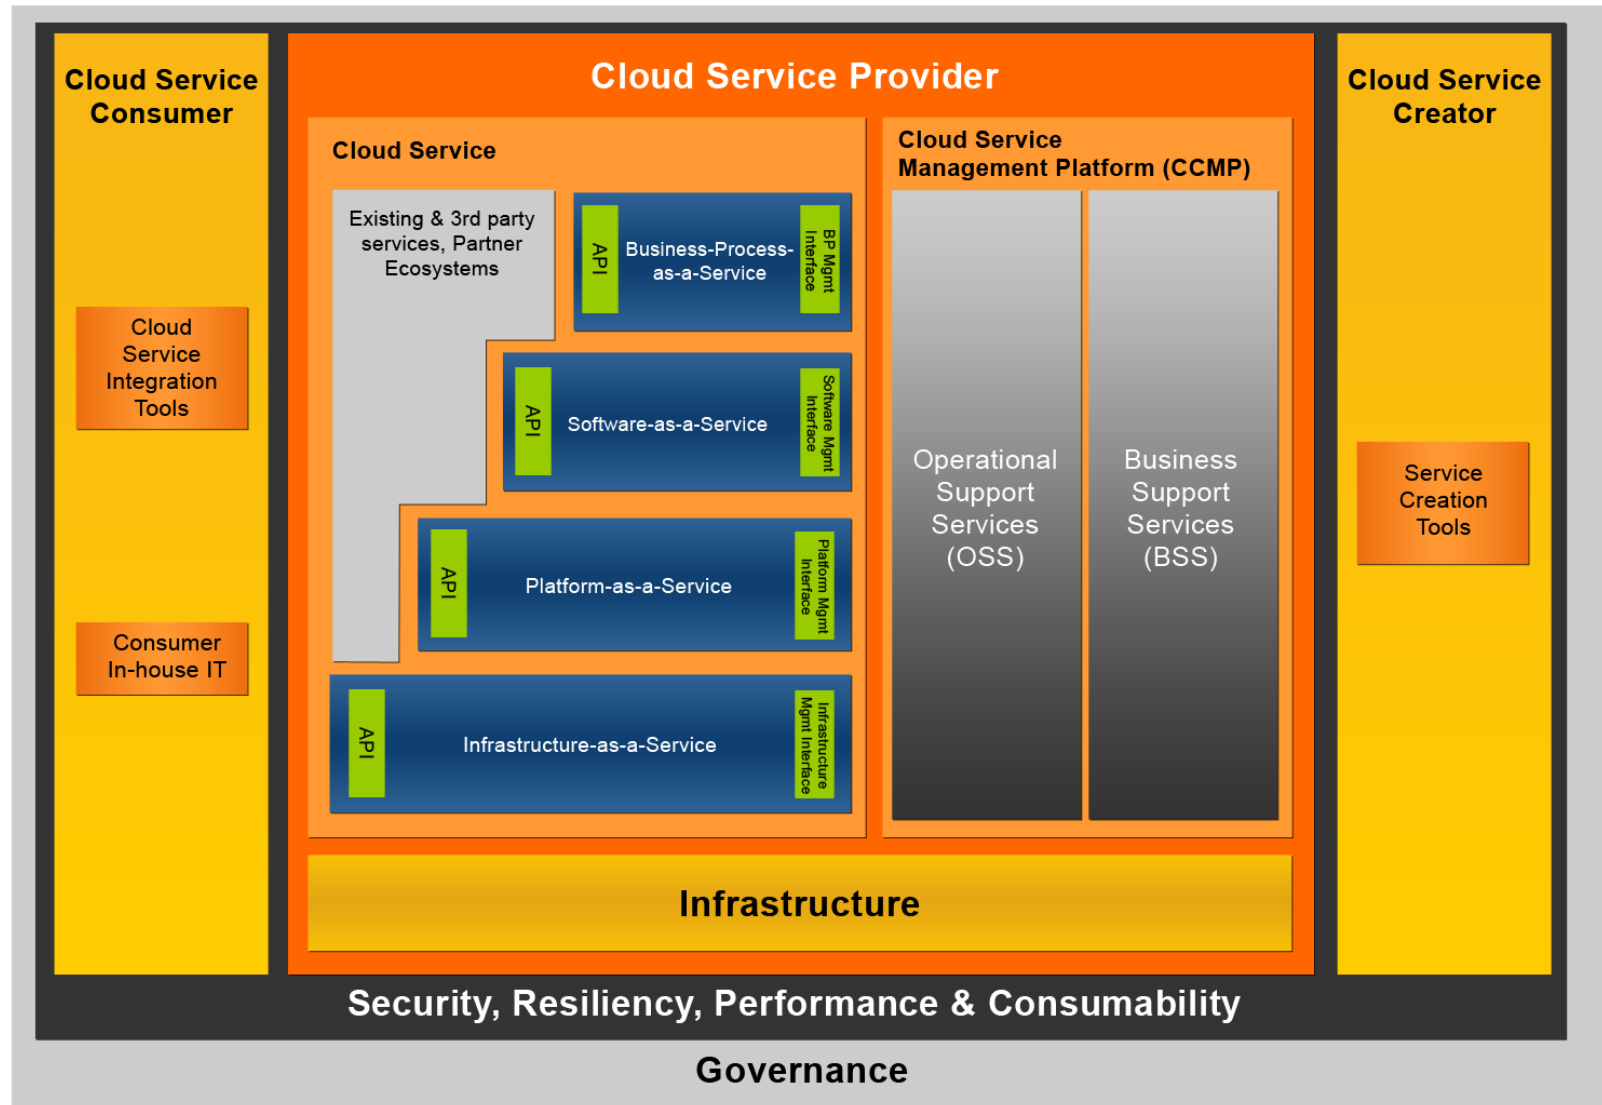 Cloud Service
Consumer
Cloud
Service
Integration
Tools
Consumer
In-house IT
Cloud Service Provider
Cloud Service
Existing & 3rd party
services, Partner
Ecosystems
API
Business-Process-
as-a-Service
BP Mgmt
Interface
API
Software-as-a-Service
Software Mgmt
Interface
API
Platform-as-a-Service
Platform Mgmt
Interface
API
Infrastructure-as-a-Service
Infrastructure
Mgmt Interface
Cloud Service
Management Platform (CCMP)
Operational
Support
Services
(OSS)
Business
Support
Services
(BSS)
Infrastructure
Cloud Service
Creator
Service
Creation
Tools
Security, Resiliency, Performance & Consumability
Governance